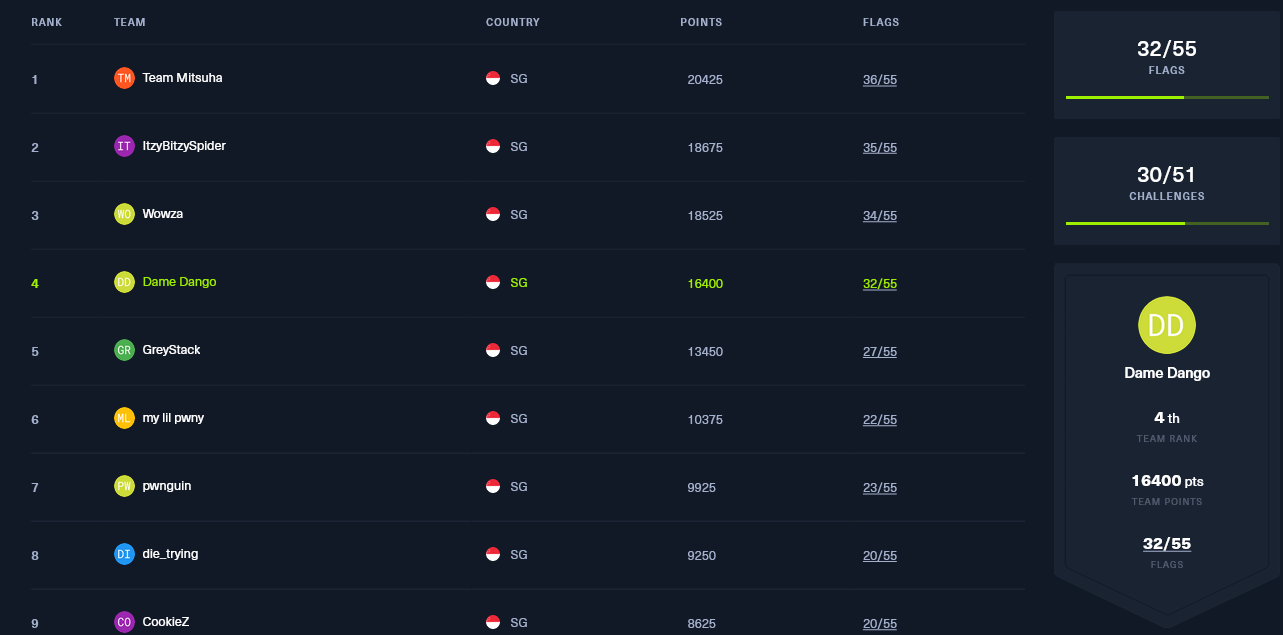 RANK TEAM COUNTRY POINTS FLAGS
1 TM Team Mitsuha SG 20425 36/55
2 IT ItzyBitzySpider SG 18675 35/55
3 WO Wowza SG 18525 34/55
4 DD Dame Dango SG 16400 32/55
5 GR GreyStack SG 13450 27/55
6 ML my lil pwny SG 10375 22/55
7 PW pwnguin SG 9925 23/55
8 DI die_trying SG 9250 20/55
9 CO CookieZ SG 8625 20/55
32/55
FLAGS
30/51
CHALLENGES
DD
Dame Dango
4 th
TEAM RANK
16400 pts
TEAM POINTS
32/55
FLAGS